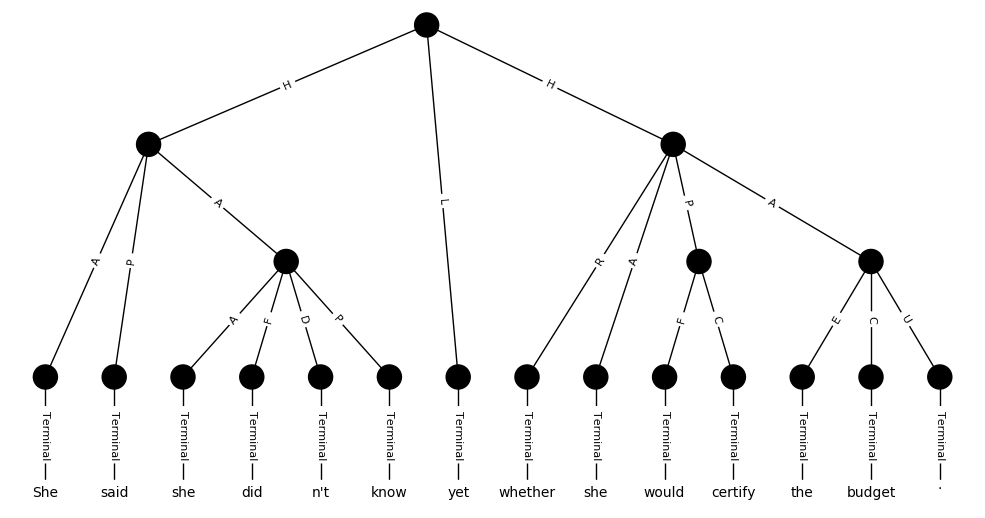 H H
A P A L R A P A
A F D P F C E C U
Terminal Terminal Terminal Terminal Terminal Terminal Terminal Terminal Terminal Terminal Terminal Terminal Terminal Terminal
She said she did n't know yet whether she would certify the budget .